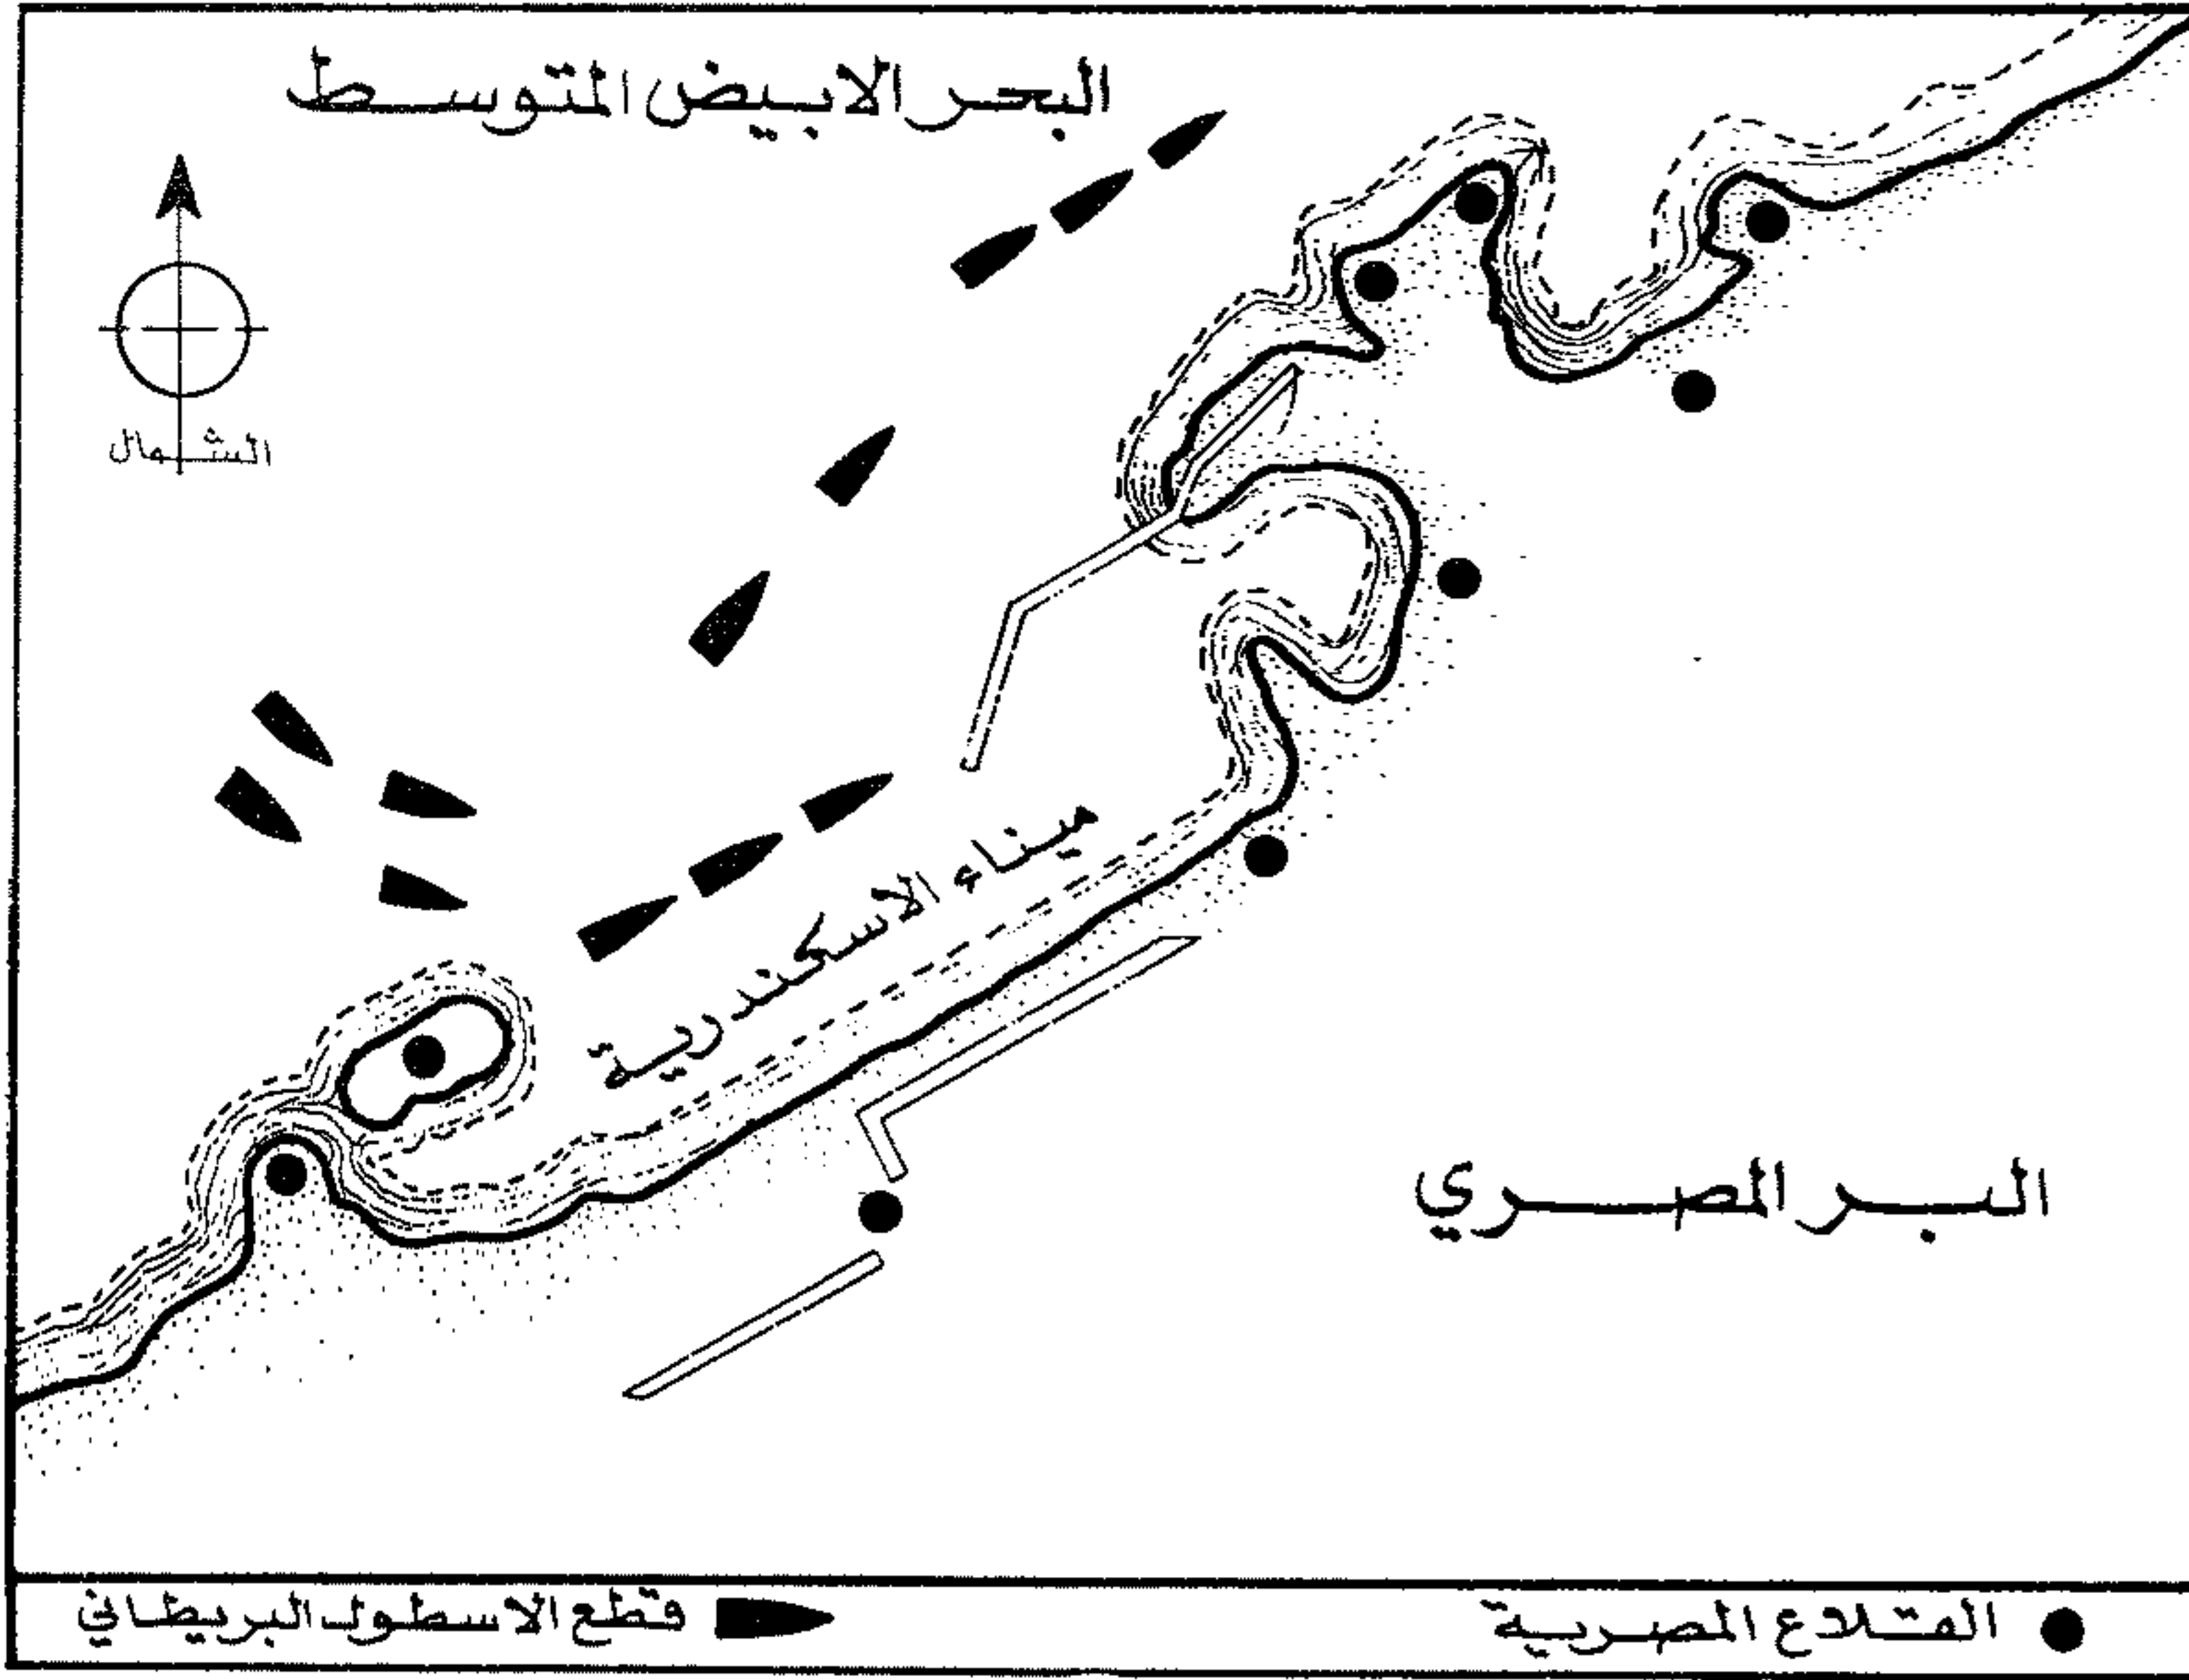 البحر الابيض المتوسط
الشمال
ميناء الاسكندرية
البر المصري
القلاع المصرية
قطع الاسطول البريطاني